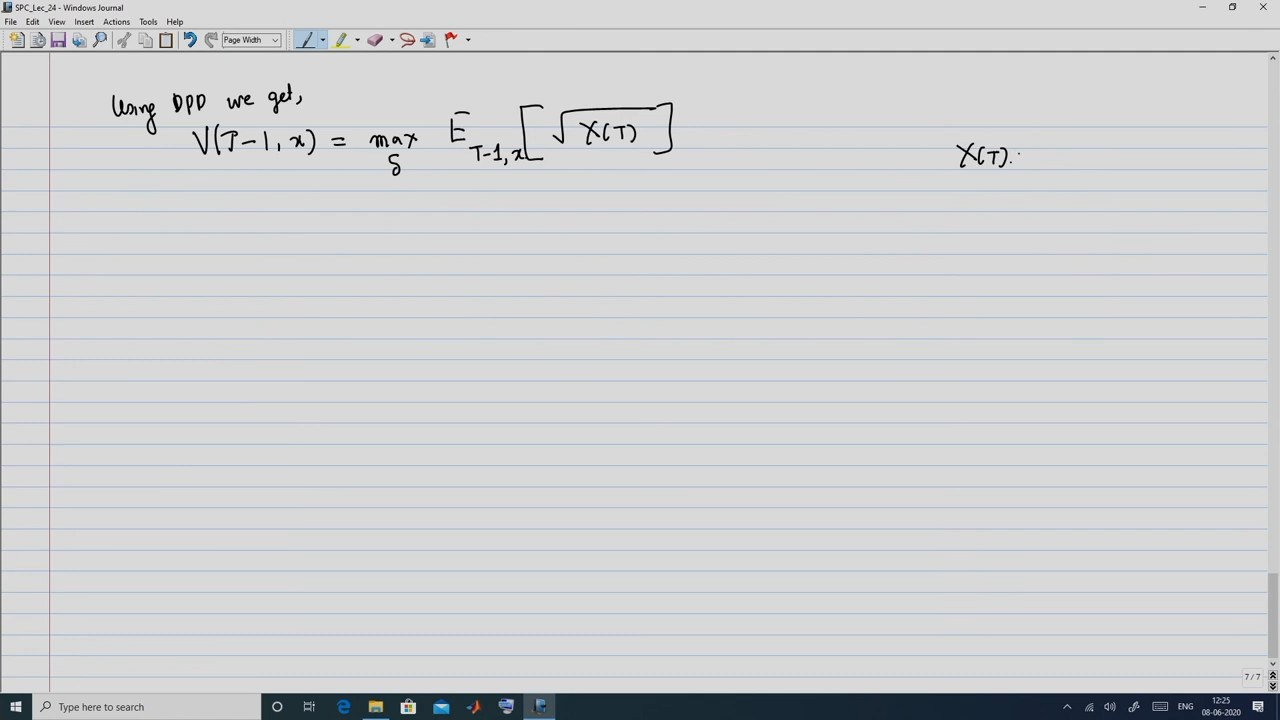 SPC_Lec_24 - Windows Journal
File Edit View Insert Actions Tools Help
Page Width
Using DPD we get,
V(T-1, x) = max E [ √X(T) ]
δ T-1, x
X(T).
7 / 7
Type here to search
ENG
12:25
08-06-2020